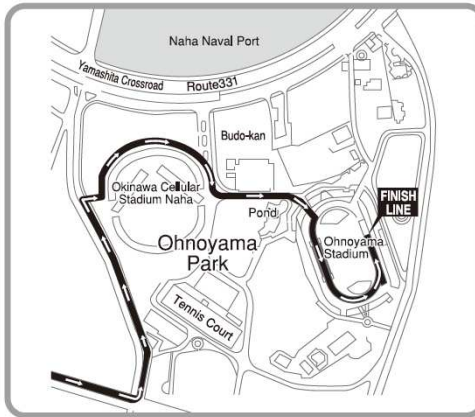 Naha Naval Port
Yamashita Crossroad
Route331
Budo-kan
Okinawa Cellular
Stadium Naha
FINISH
LINE
Pond
Ohnoyama
Stadium
Ohnoyama
Park
Tennis Court